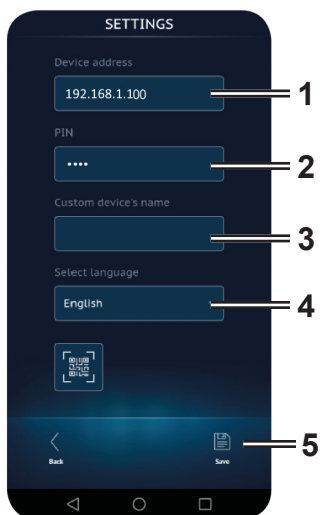 SETTINGS
Device address
192.168.1.100
1
PIN
••••
2
Custom device's name
3
Select language
English
4
Back
Save
5